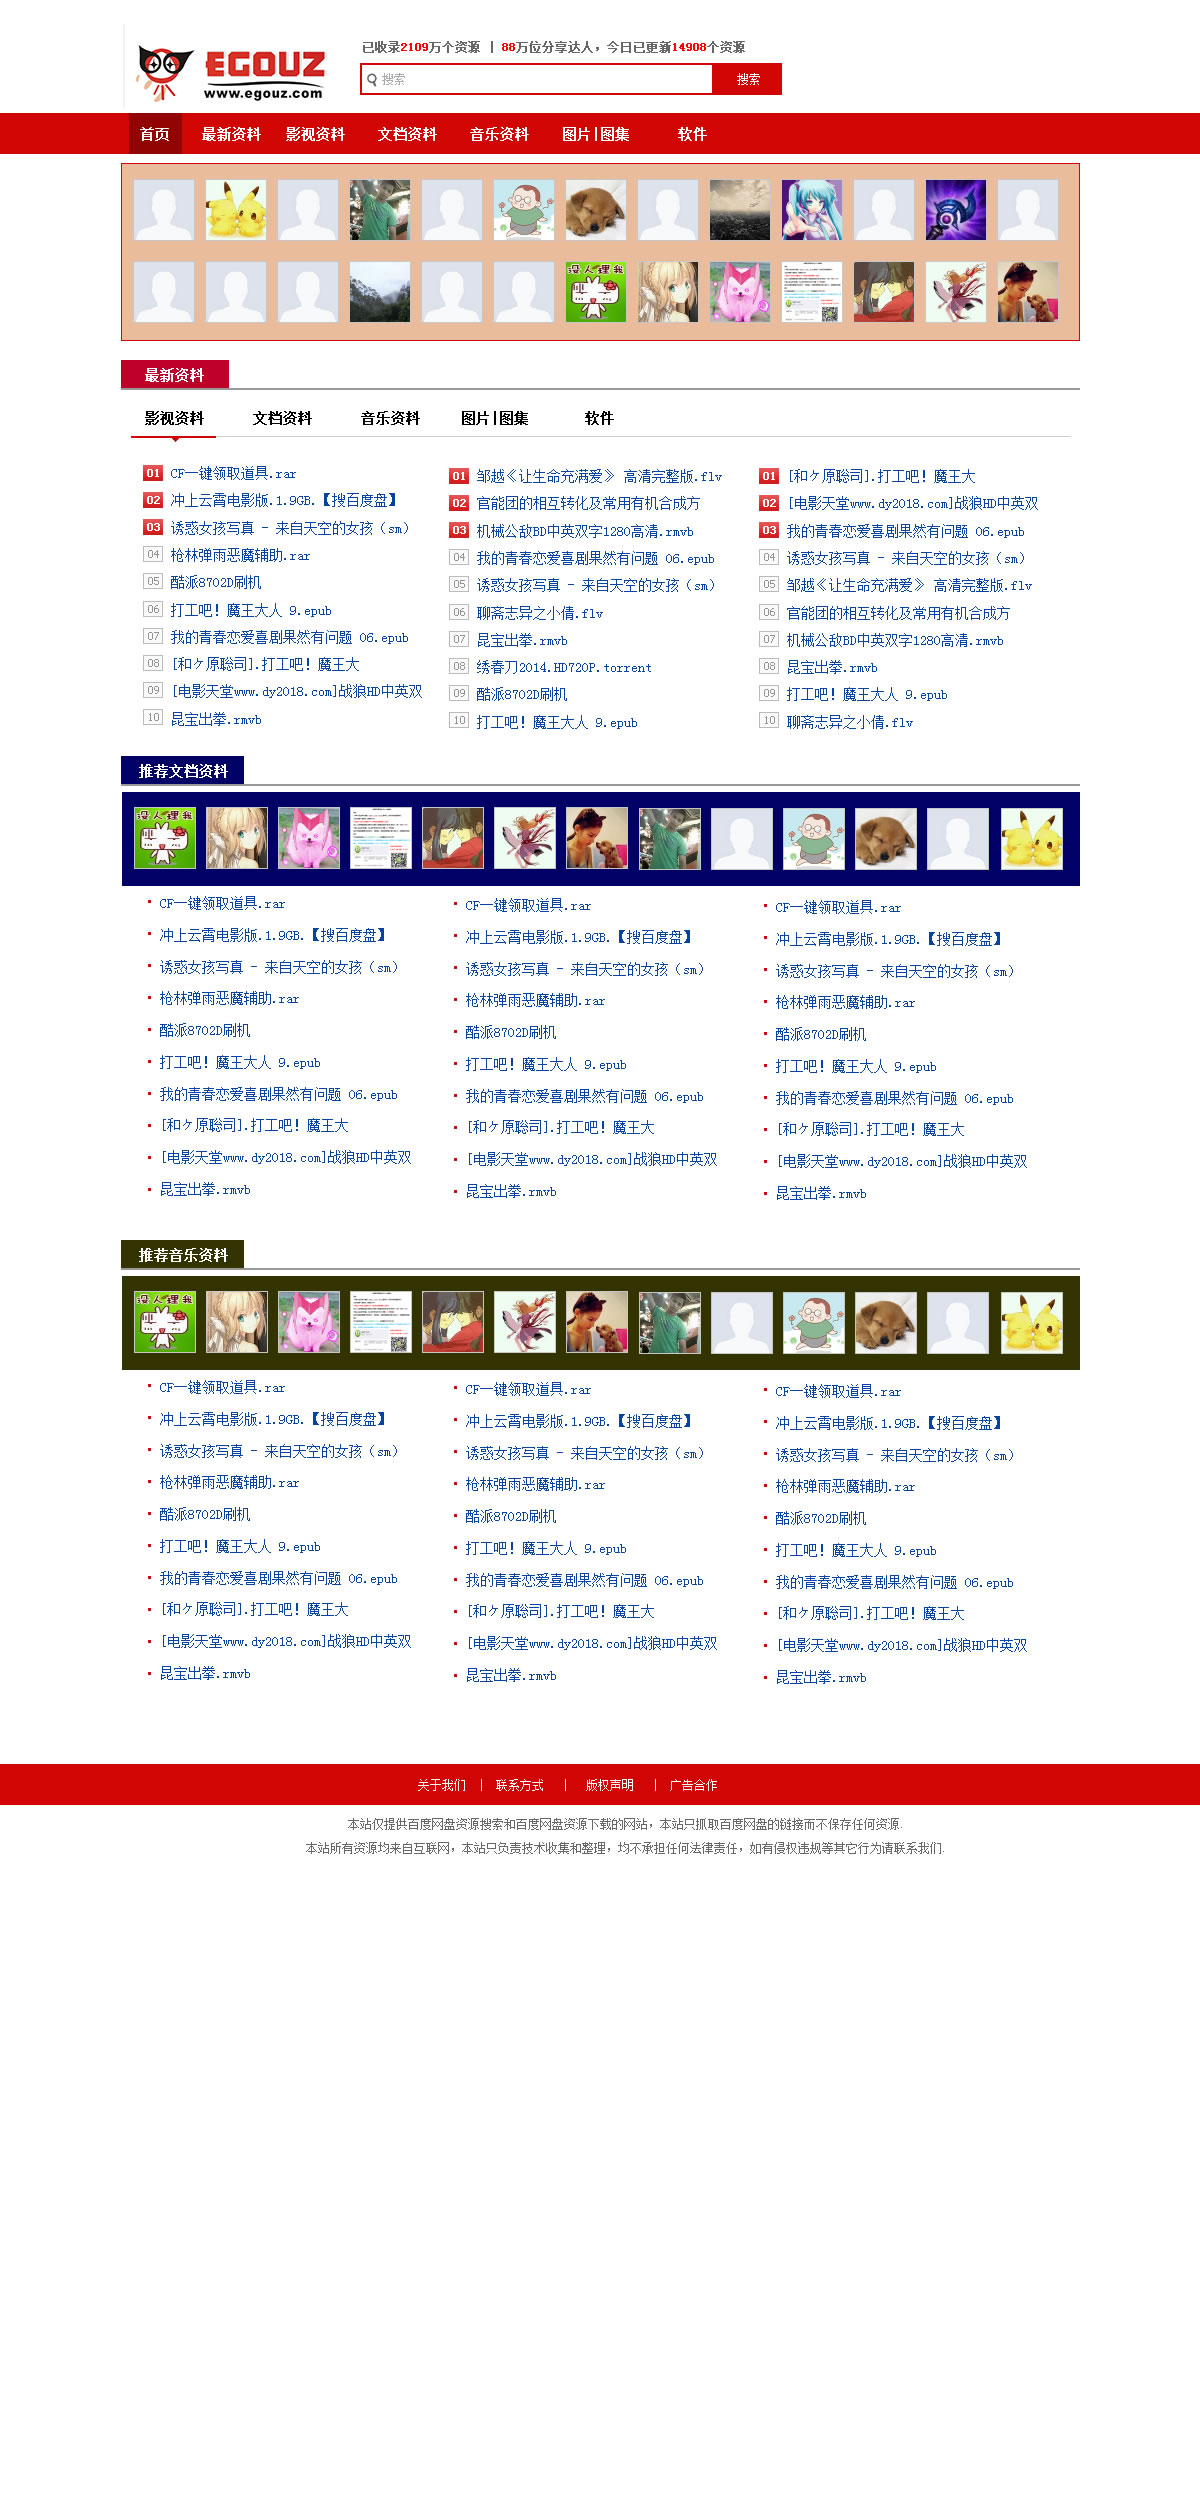 EGOUZ
www.egouz.com
已收录2109万个资源 | 88万位分享达人，今日已更新14908个资源
搜索 搜索
首页 最新资料 影视资料 文档资料 音乐资料 图片|图集 软件
没人理我
最新资料
影视资料 文档资料 音乐资料 图片|图集 软件
01 CF一键领取道具.rar
02 冲上云霄电影版.1.9GB.【搜百度盘】
03 诱惑女孩写真 - 来自天空的女孩（sm）
04 枪林弹雨恶魔辅助.rar
05 酷派8702D刷机
06 打工吧！魔王大人 9.epub
07 我的青春恋爱喜剧果然有问题 06.epub
08 [和ケ原聡司].打工吧！魔王大
09 [电影天堂www.dy2018.com]战狼HD中英双
10 昆宝出拳.rmvb
01 邹越《让生命充满爱》 高清完整版.flv
02 官能团的相互转化及常用有机合成方
03 机械公敌BD中英双字1280高清.rmvb
04 我的青春恋爱喜剧果然有问题 06.epub
05 诱惑女孩写真 - 来自天空的女孩（sm）
06 聊斋志异之小倩.flv
07 昆宝出拳.rmvb
08 绣春刀2014.HD720P.torrent
09 酷派8702D刷机
10 打工吧！魔王大人 9.epub
01 [和ケ原聡司].打工吧！魔王大
02 [电影天堂www.dy2018.com]战狼HD中英双
03 我的青春恋爱喜剧果然有问题 06.epub
04 诱惑女孩写真 - 来自天空的女孩（sm）
05 邹越《让生命充满爱》 高清完整版.flv
06 官能团的相互转化及常用有机合成方
07 机械公敌BD中英双字1280高清.rmvb
08 昆宝出拳.rmvb
09 打工吧！魔王大人 9.epub
10 聊斋志异之小倩.flv
推荐文档资料
没人理我
CF一键领取道具.rar
冲上云霄电影版.1.9GB.【搜百度盘】
诱惑女孩写真 - 来自天空的女孩（sm）
枪林弹雨恶魔辅助.rar
酷派8702D刷机
打工吧！魔王大人 9.epub
我的青春恋爱喜剧果然有问题 06.epub
[和ケ原聡司].打工吧！魔王大
[电影天堂www.dy2018.com]战狼HD中英双
昆宝出拳.rmvb
CF一键领取道具.rar
冲上云霄电影版.1.9GB.【搜百度盘】
诱惑女孩写真 - 来自天空的女孩（sm）
枪林弹雨恶魔辅助.rar
酷派8702D刷机
打工吧！魔王大人 9.epub
我的青春恋爱喜剧果然有问题 06.epub
[和ケ原聡司].打工吧！魔王大
[电影天堂www.dy2018.com]战狼HD中英双
昆宝出拳.rmvb
CF一键领取道具.rar
冲上云霄电影版.1.9GB.【搜百度盘】
诱惑女孩写真 - 来自天空的女孩（sm）
枪林弹雨恶魔辅助.rar
酷派8702D刷机
打工吧！魔王大人 9.epub
我的青春恋爱喜剧果然有问题 06.epub
[和ケ原聡司].打工吧！魔王大
[电影天堂www.dy2018.com]战狼HD中英双
昆宝出拳.rmvb
推荐音乐资料
没人理我
CF一键领取道具.rar
冲上云霄电影版.1.9GB.【搜百度盘】
诱惑女孩写真 - 来自天空的女孩（sm）
枪林弹雨恶魔辅助.rar
酷派8702D刷机
打工吧！魔王大人 9.epub
我的青春恋爱喜剧果然有问题 06.epub
[和ケ原聡司].打工吧！魔王大
[电影天堂www.dy2018.com]战狼HD中英双
昆宝出拳.rmvb
CF一键领取道具.rar
冲上云霄电影版.1.9GB.【搜百度盘】
诱惑女孩写真 - 来自天空的女孩（sm）
枪林弹雨恶魔辅助.rar
酷派8702D刷机
打工吧！魔王大人 9.epub
我的青春恋爱喜剧果然有问题 06.epub
[和ケ原聡司].打工吧！魔王大
[电影天堂www.dy2018.com]战狼HD中英双
昆宝出拳.rmvb
CF一键领取道具.rar
冲上云霄电影版.1.9GB.【搜百度盘】
诱惑女孩写真 - 来自天空的女孩（sm）
枪林弹雨恶魔辅助.rar
酷派8702D刷机
打工吧！魔王大人 9.epub
我的青春恋爱喜剧果然有问题 06.epub
[和ケ原聡司].打工吧！魔王大
[电影天堂www.dy2018.com]战狼HD中英双
昆宝出拳.rmvb
关于我们 | 联系方式 | 版权声明 | 广告合作
本站仅提供百度网盘资源搜索和百度网盘资源下载的网站，本站只抓取百度网盘的链接而不保存任何资源.
本站所有资源均来自互联网，本站只负责技术收集和整理，均不承担任何法律责任，如有侵权违规等其它行为请联系我们.